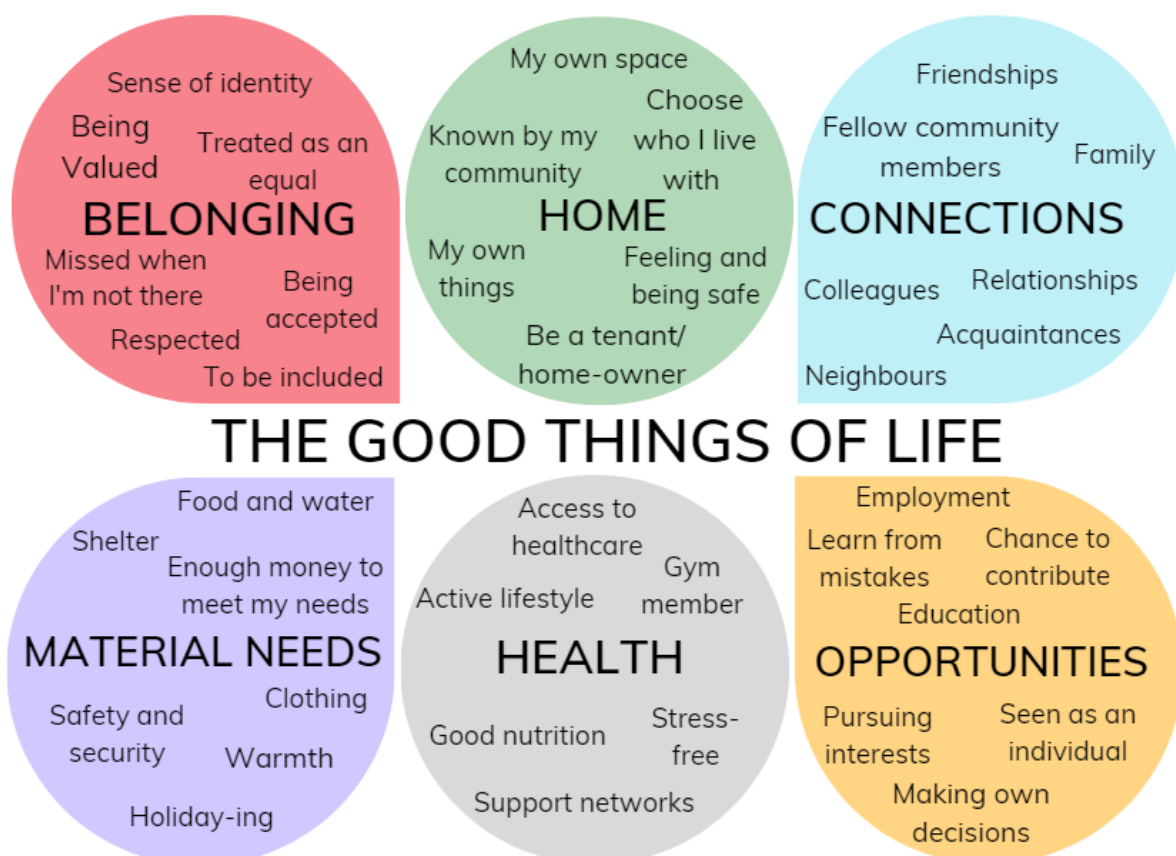 Sense of identity
Being
Valued
Treated as an
equal
BELONGING
Missed when
I'm not there
Being
accepted
Respected
To be included
My own space
Choose
who I live
with
Known by my
community
HOME
My own
things
Feeling and
being safe
Be a tenant/
home-owner
Friendships
Fellow community
members
Family
CONNECTIONS
Colleagues
Relationships
Acquaintances
Neighbours
THE GOOD THINGS OF LIFE
Food and water
Shelter
Enough money to
meet my needs
MATERIAL NEEDS
Clothing
Safety and
security
Warmth
Holiday-ing
Access to
healthcare
Gym
member
Active lifestyle
HEALTH
Good nutrition
Stress-
free
Support networks
Employment
Learn from
mistakes
Chance to
contribute
Education
OPPORTUNITIES
Pursuing
interests
Seen as an
individual
Making own
decisions